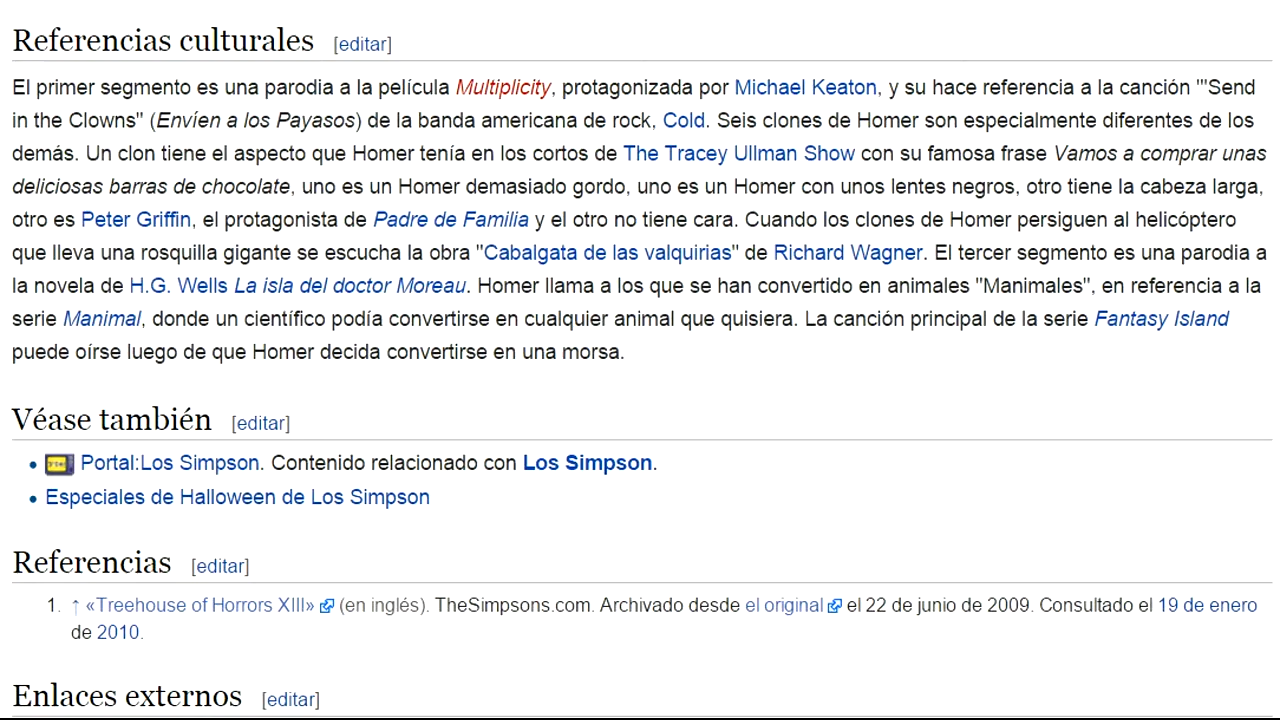 Referencias culturales [editar]
El primer segmento es una parodia a la película Multiplicity, protagonizada por Michael Keaton, y su hace referencia a la canción '"Send
in the Clowns" (Envíen a los Payasos) de la banda americana de rock, Cold. Seis clones de Homer son especialmente diferentes de los
demás. Un clon tiene el aspecto que Homer tenía en los cortos de The Tracey Ullman Show con su famosa frase Vamos a comprar unas
deliciosas barras de chocolate, uno es un Homer demasiado gordo, uno es un Homer con unos lentes negros, otro tiene la cabeza larga,
otro es Peter Griffin, el protagonista de Padre de Familia y el otro no tiene cara. Cuando los clones de Homer persiguen al helicóptero
que lleva una rosquilla gigante se escucha la obra "Cabalgata de las valquirias" de Richard Wagner. El tercer segmento es una parodia a
la novela de H.G. Wells La isla del doctor Moreau. Homer llama a los que se han convertido en animales "Manimales", en referencia a la
serie Manimal, donde un científico podía convertirse en cualquier animal que quisiera. La canción principal de la serie Fantasy Island
puede oírse luego de que Homer decida convertirse en una morsa.
Véase también [editar]
• Portal:Los Simpson. Contenido relacionado con Los Simpson.
• Especiales de Halloween de Los Simpson
Referencias [editar]
1. ↑ «Treehouse of Horrors XIII» (en inglés). TheSimpsons.com. Archivado desde el original el 22 de junio de 2009. Consultado el 19 de enero
de 2010.
Enlaces externos [editar]